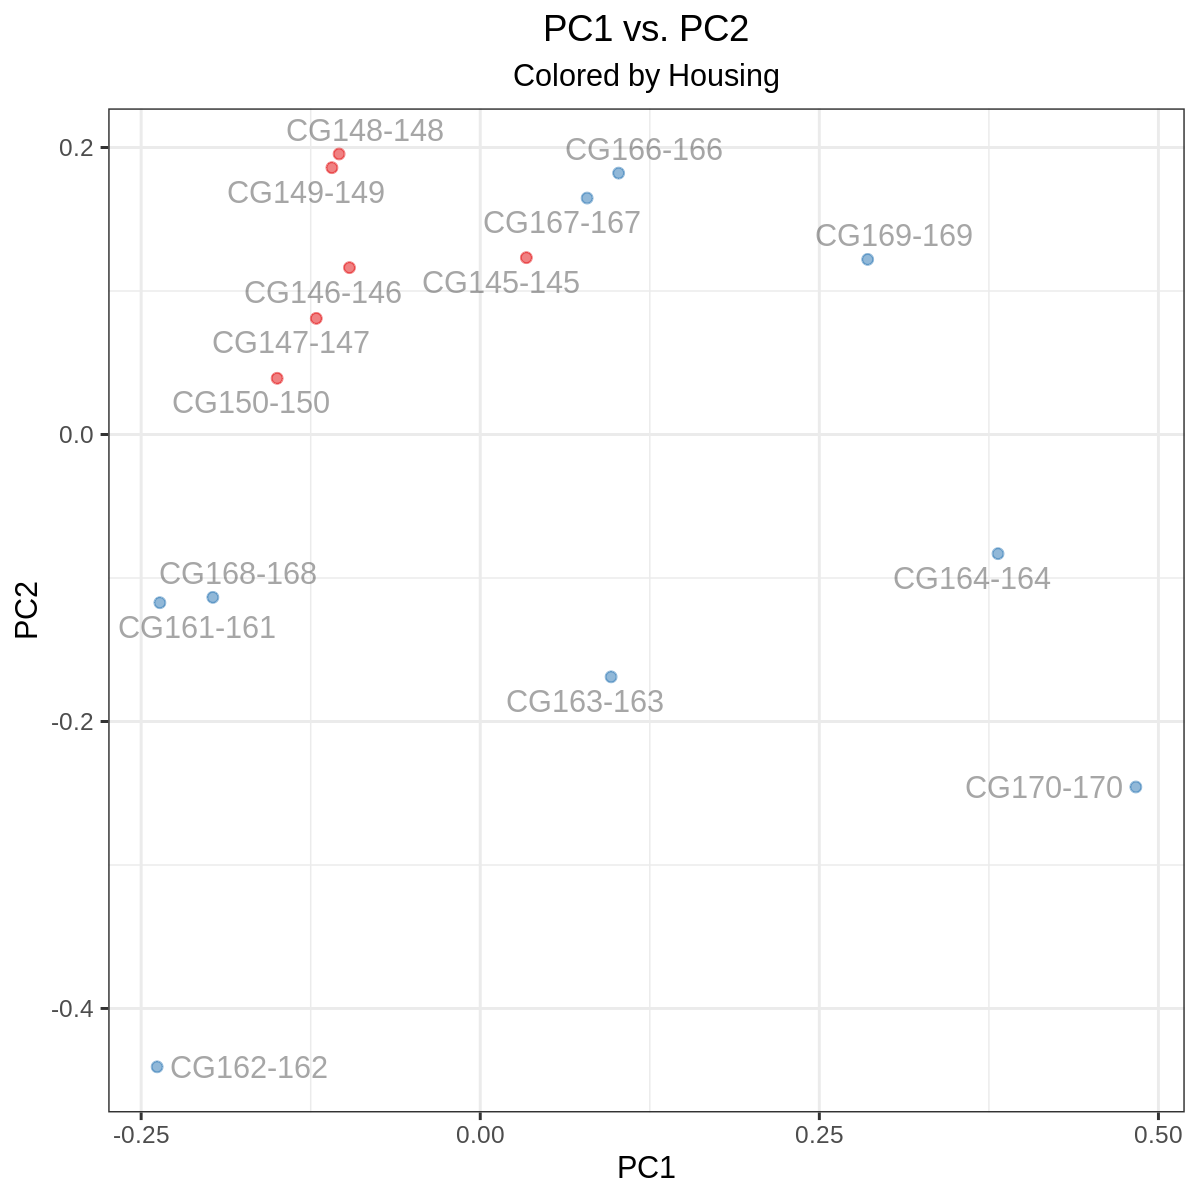 PC1 vs. PC2
Colored by Housing
CG148-148
CG166-166
0.2
CG149-149
CG167-167
CG169-169
CG145-145
CG146-146
CG147-147
CG150-150
0.0
CG168-168
CG164-164
PC2
CG161-161
CG163-163
-0.2
CG170-170
-0.4
CG162-162
-0.25
0.00
0.25
0.50
PC1